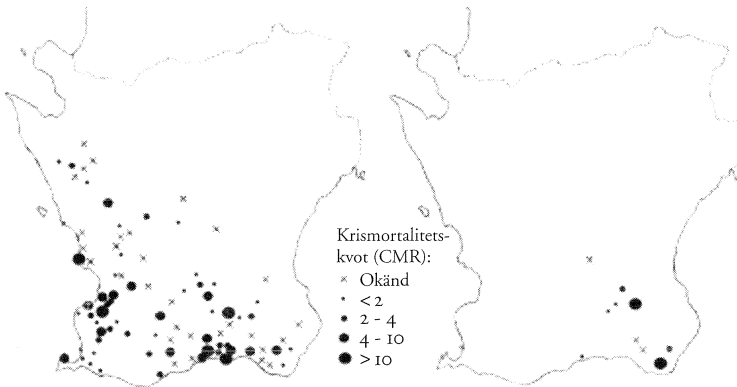 Krismortalitets-
kvot (CMR):
Okänd
< 2
2 - 4
4 - 10
> 10